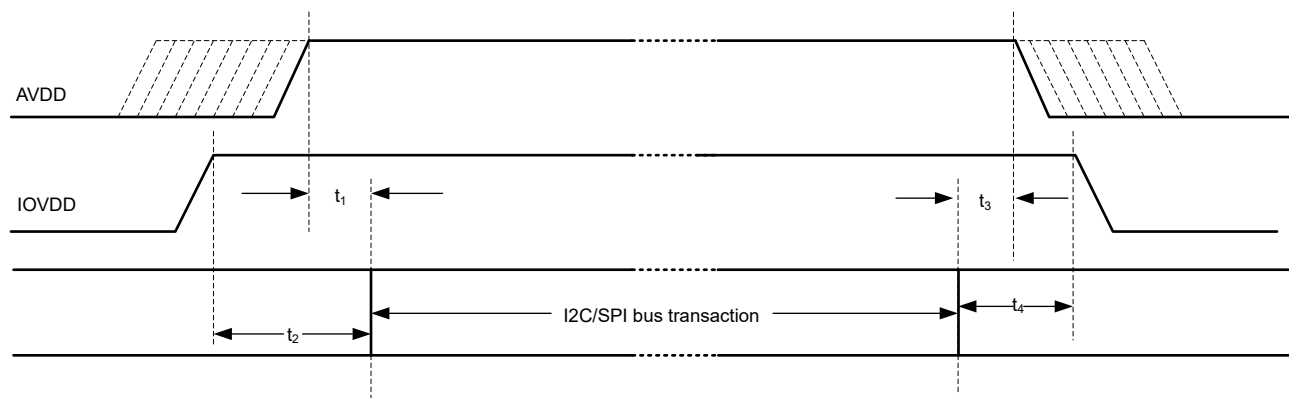 AVDD
IOVDD
t₁
t₃
t₂
I2C/SPI bus transaction
t₄